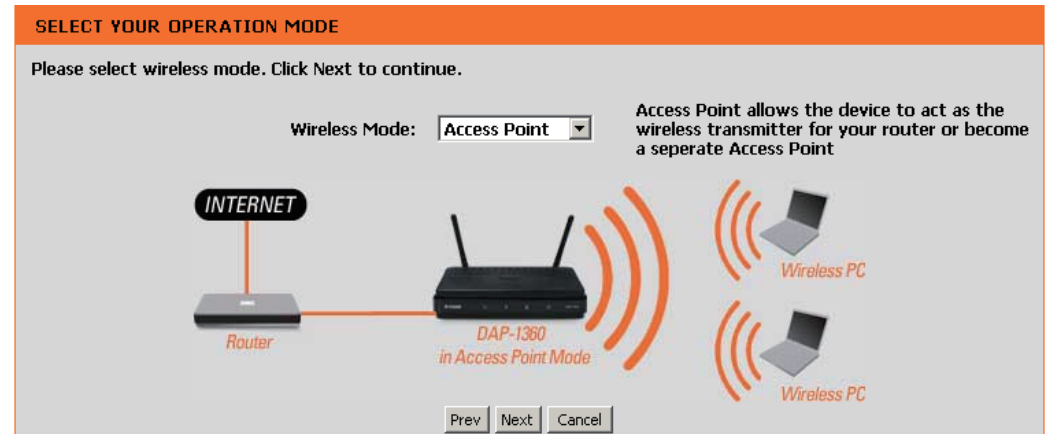 SELECT YOUR OPERATION MODE
Please select wireless mode. Click Next to continue.
Wireless Mode: Access Point
Access Point allows the device to act as the
wireless transmitter for your router or become
a seperate Access Point
INTERNET
Router
DAP-1360
in Access Point Mode
Wireless PC
Wireless PC
Prev Next Cancel